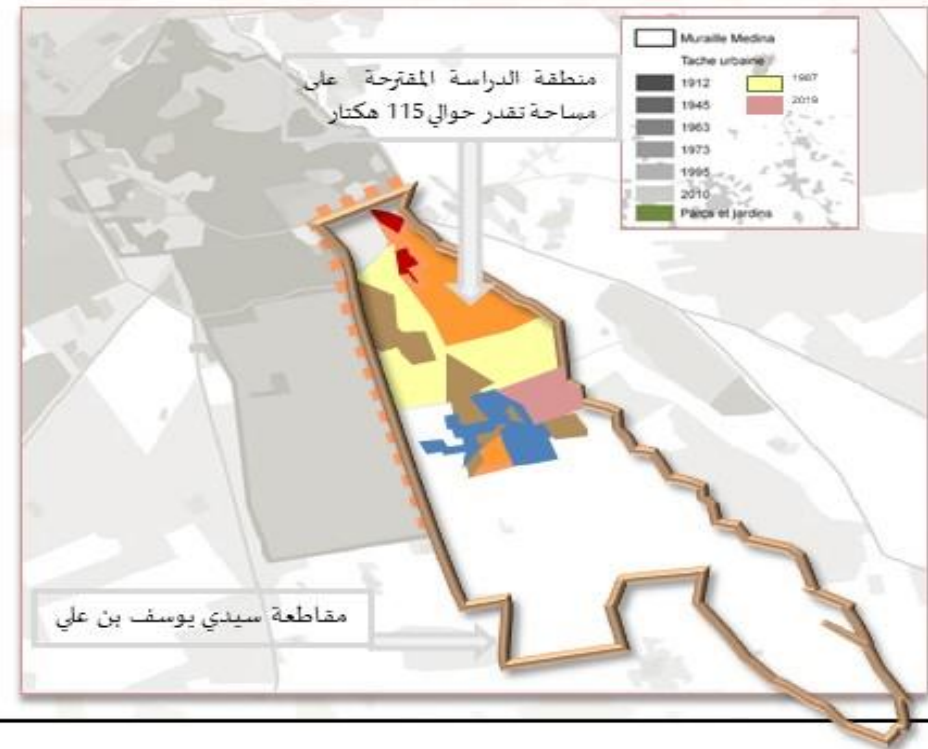 منطقة الدراسة المقترحة على
مساحة تقدر حوالي 115 هكتار
Muraille Medina
Tache urbaine
1912
1945
1963
1973
1995
2010
Parcs et jardins
1987
2019
مقاطعة سيدي يوسف بن علي